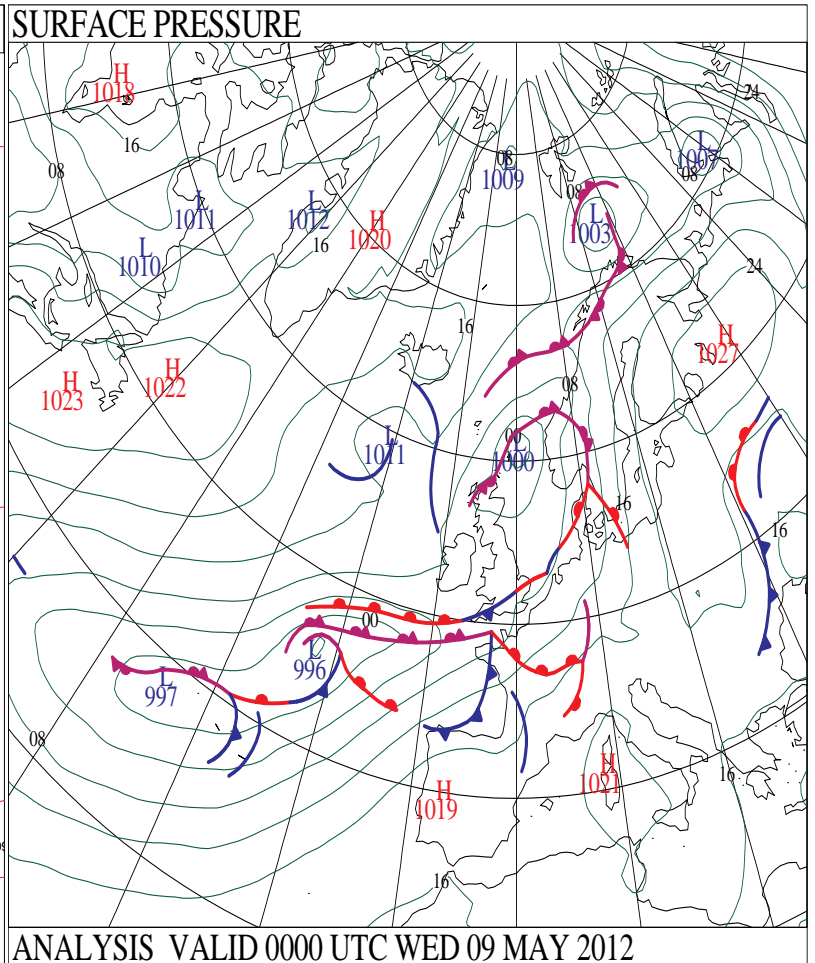 SURFACE PRESSURE
H
1018
24
16
L
1007
08
08
L
1009
08
08
L
1011
L
1012
H
1020
L
1003
16
L
1010
24
16
H
1027
H
1023
H
1022
08
L
1011
00
L
1000
16
16
00
L
996
L
997
08
H
1021
16
H
1019
16
ANALYSIS VALID 0000 UTC WED 09 MAY 2012